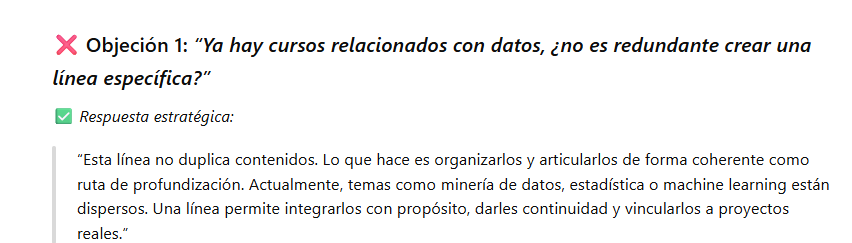 ❌ Objeción 1: “Ya hay cursos relacionados con datos, ¿no es redundante crear una
línea específica?”
✅ Respuesta estratégica:
“Esta línea no duplica contenidos. Lo que hace es organizarlos y articularlos de forma coherente como
ruta de profundización. Actualmente, temas como minería de datos, estadística o machine learning están
dispersos. Una línea permite integrarlos con propósito, darles continuidad y vincularlos a proyectos
reales.”